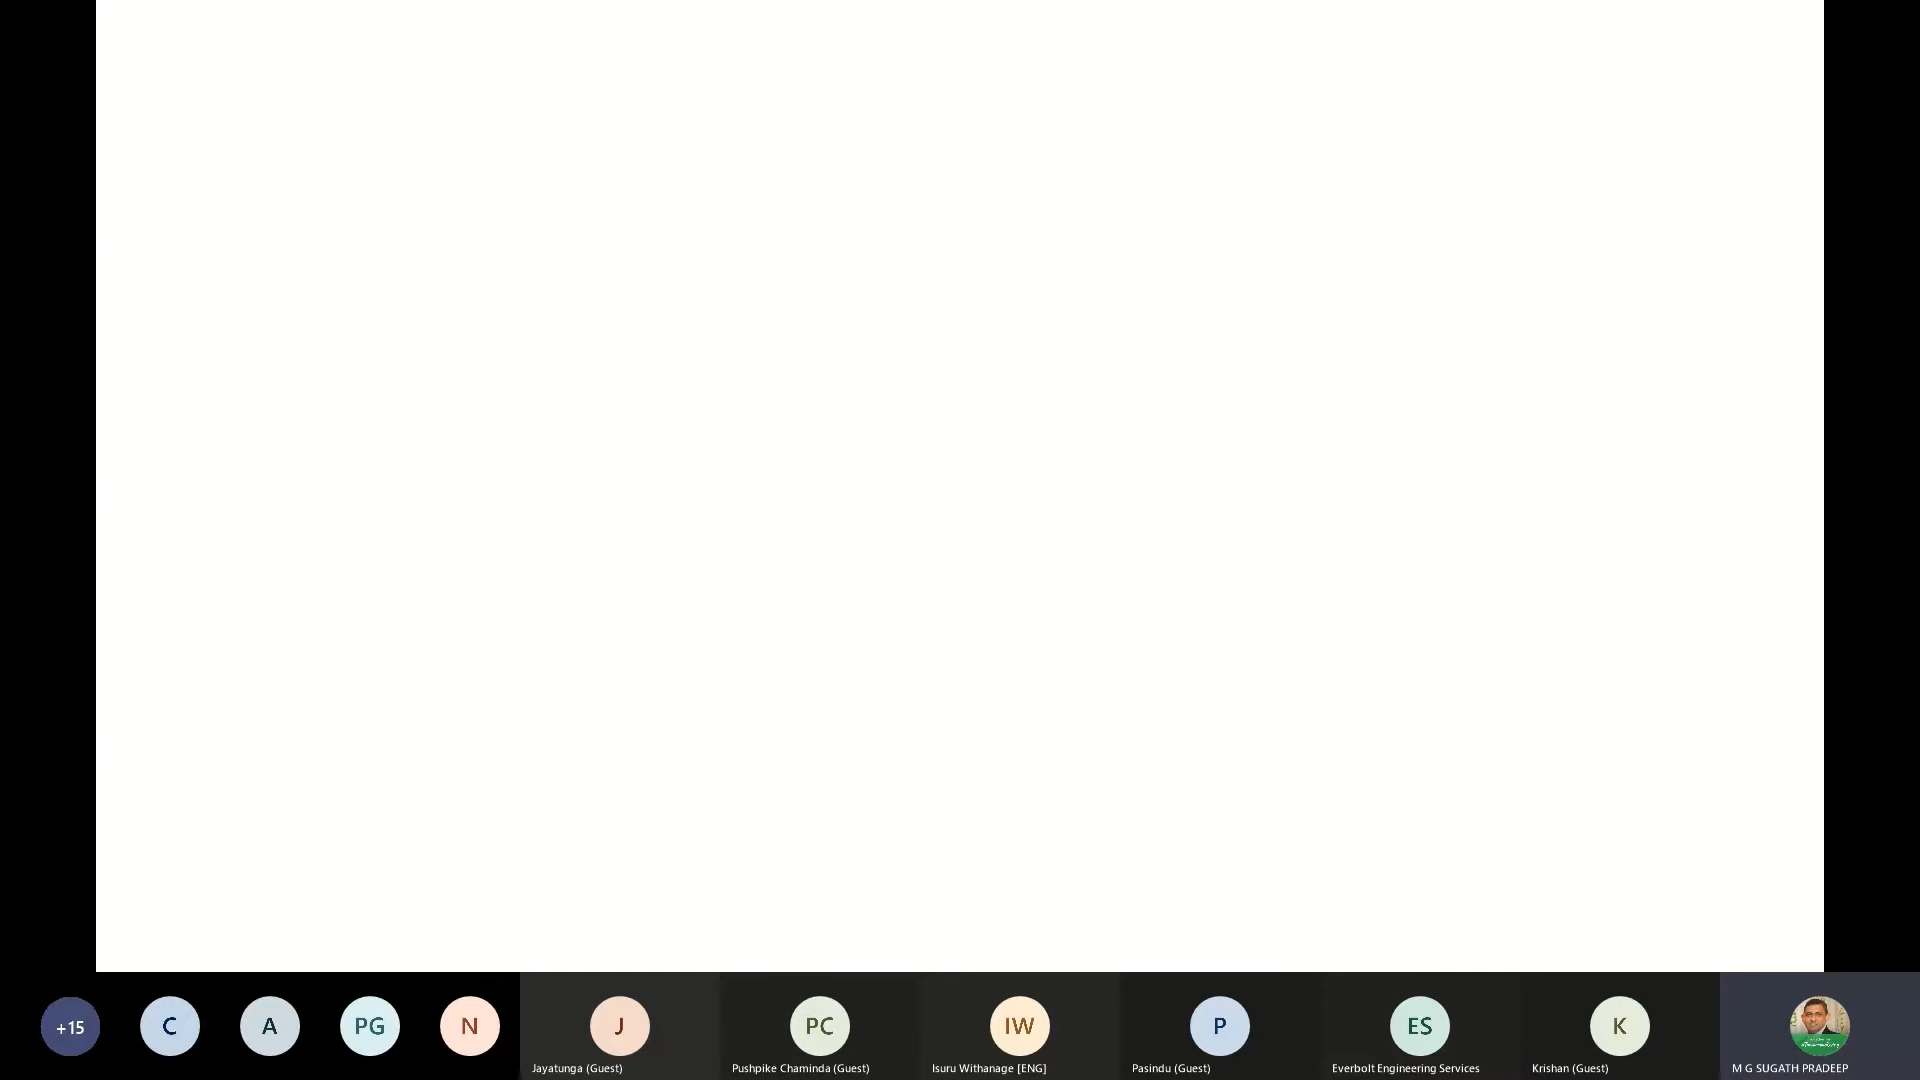 +15
C
A
PG
N
J
PC
IW
P
ES
K
Jayatunga (Guest)
Pushpike Chaminda (Guest)
Isuru Withanage [ENG]
Pasindu (Guest)
Everbolt Engineering Services
Krishan (Guest)
M G SUGATH PRADEEP